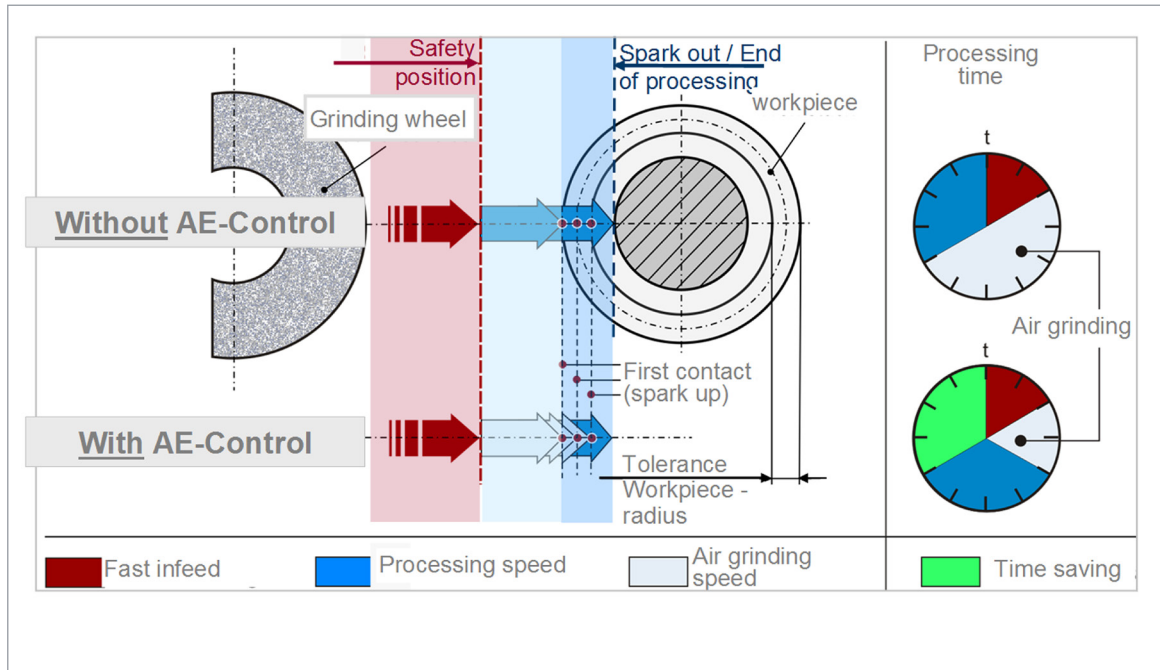 Safety
position
Spark out / End
of processing
Processing
time
Grinding wheel
workpiece
t
Without AE-Control
Air grinding
t
First contact
(spark up)
With AE-Control
Tolerance
Workpiece -
radius
Fast infeed
Processing speed
Air grinding
speed
Time saving